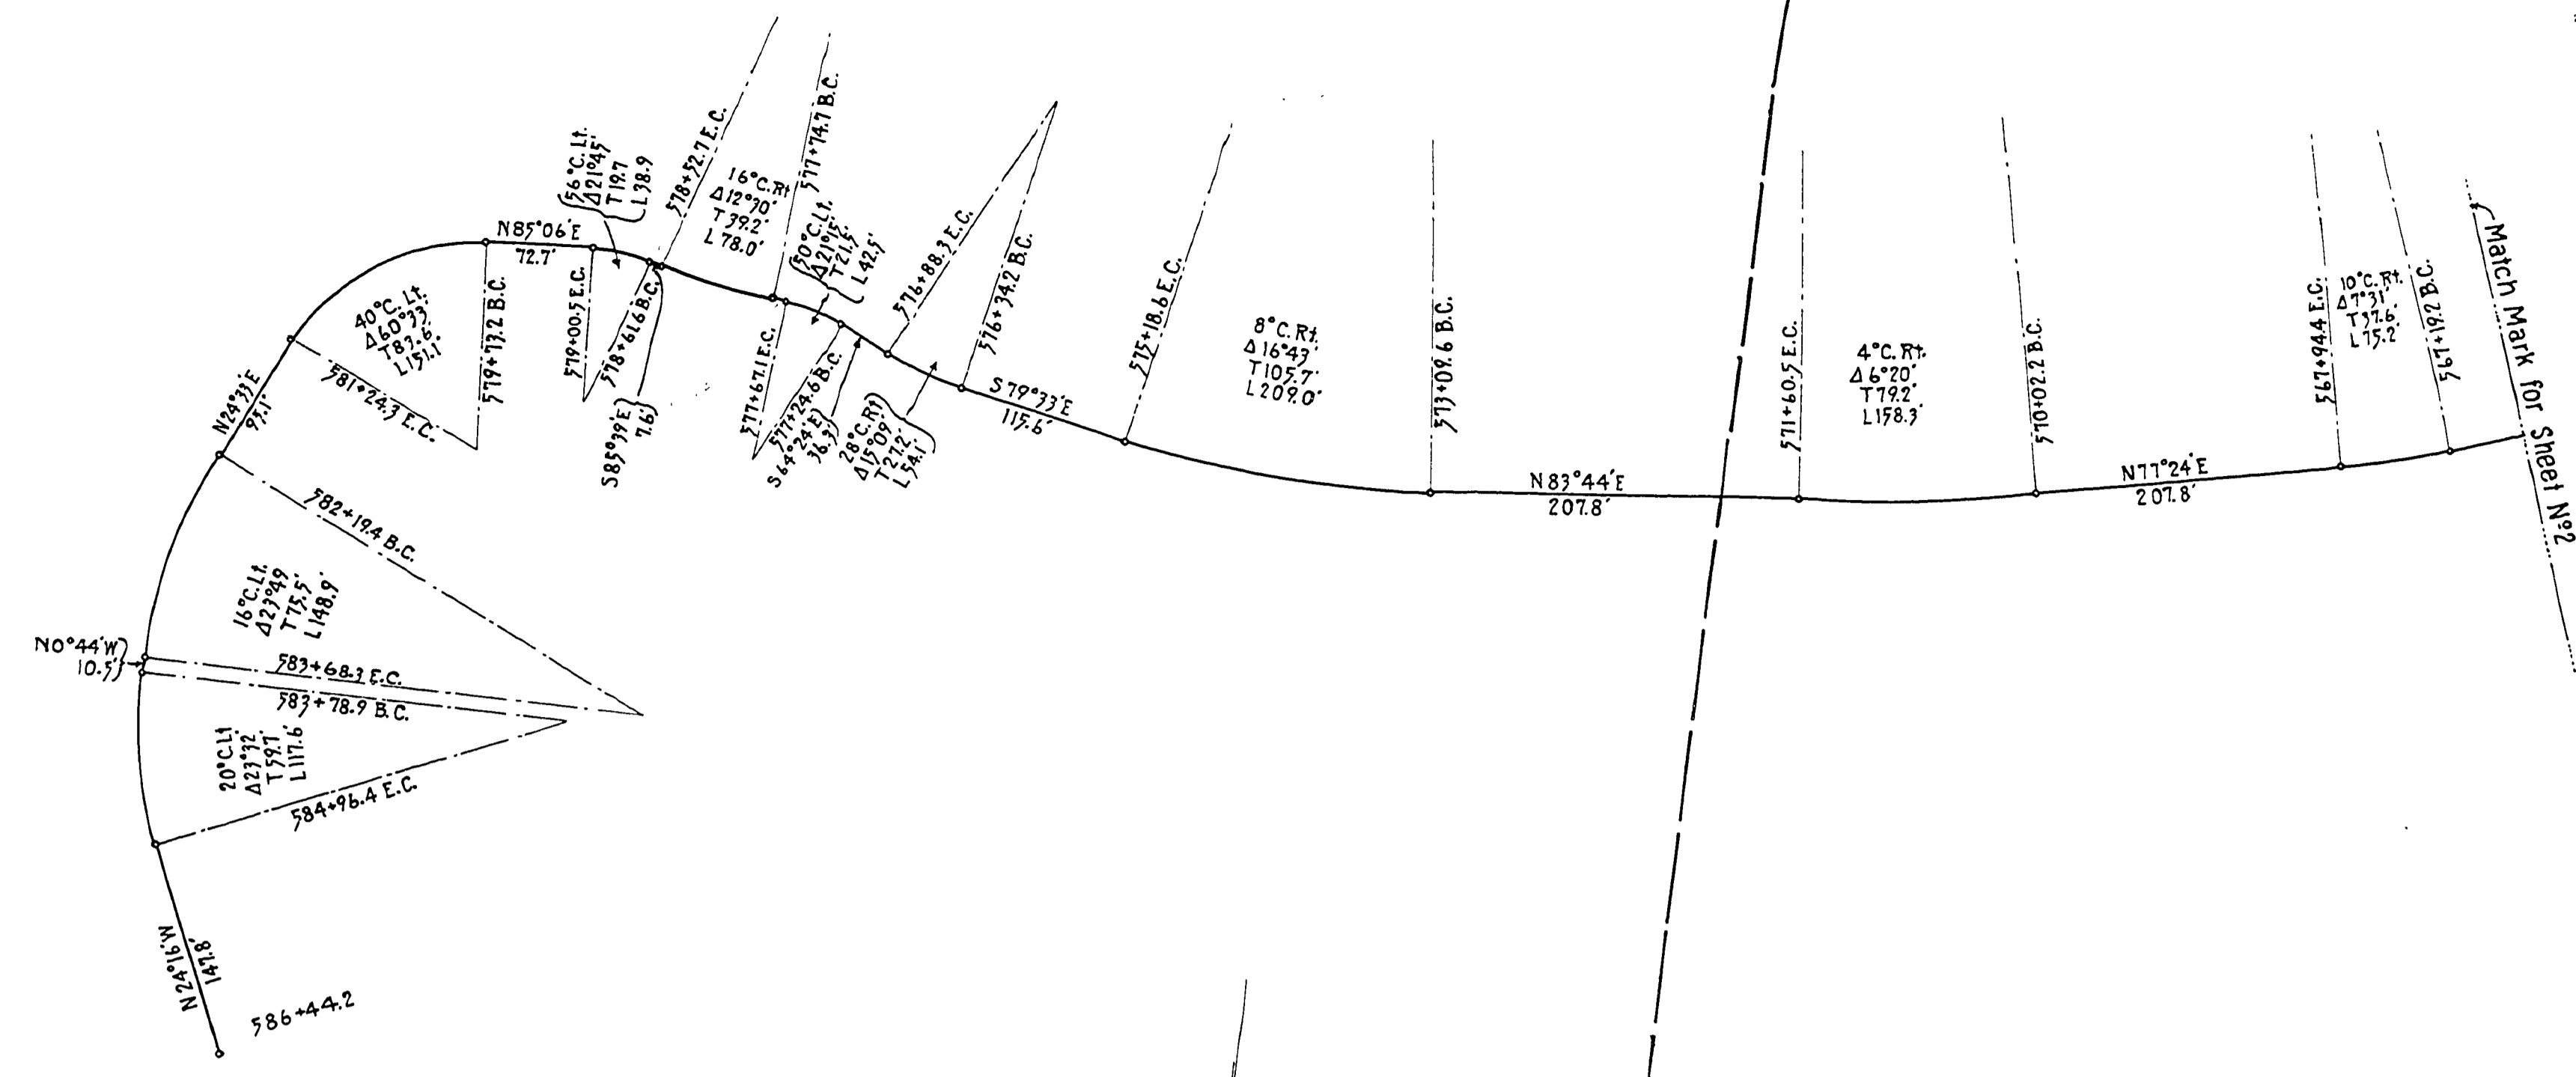 N85°06'E
72.7'
56°C.Lt.
Δ21°45'
T19.7
L38.9
578+52.7 E.C.
16°C.Rt
Δ12°30'
T39.2'
L78.0'
577+74.7 B.C.
50°C.Lt.
Δ21°15'
T21.5'
L42.5'
576+88.3 E.C.
576+34.2 B.C.
575+18.6 E.C.
8°C.Rt.
Δ16°43'
T105.7'
L209.0'
573+09.6 B.C.
571+60.5 E.C.
4°C.Rt.
Δ6°20'
T79.2'
L158.3'
570+02.2 B.C.
567+94.4 E.C.
10°C.Rt.
Δ7°31'
T37.6'
L75.2'
567+19.2 B.C.
Match Mark for Sheet Nº2
40°C.Lt.
Δ60°33'
T83.6'
L151.1'
579+73.2 B.C.
579+00.5 E.C.
578+61.6 B.C.
S85°39'E
7.6'
577+67.1 E.C.
577+24.6 B.C.
S64°24'E
36.3'
28°C.Rt
Δ15°09'
T27.2'
L54.1'
S79°33'E
115.6'
N83°44'E
207.8'
N77°24'E
207.8'
N24°33'E
95.1'
581+24.3 E.C.
582+19.4 B.C.
16°C.Lt.
Δ23°49
T75.5'
L148.9'
N0°44'W
10.5'
583+68.3 E.C.
583+78.9 B.C.
20°C.Lt
Δ23°32
T59.7'
L117.6'
584+96.4 E.C.
N24°16'W
147.8'
586+44.2